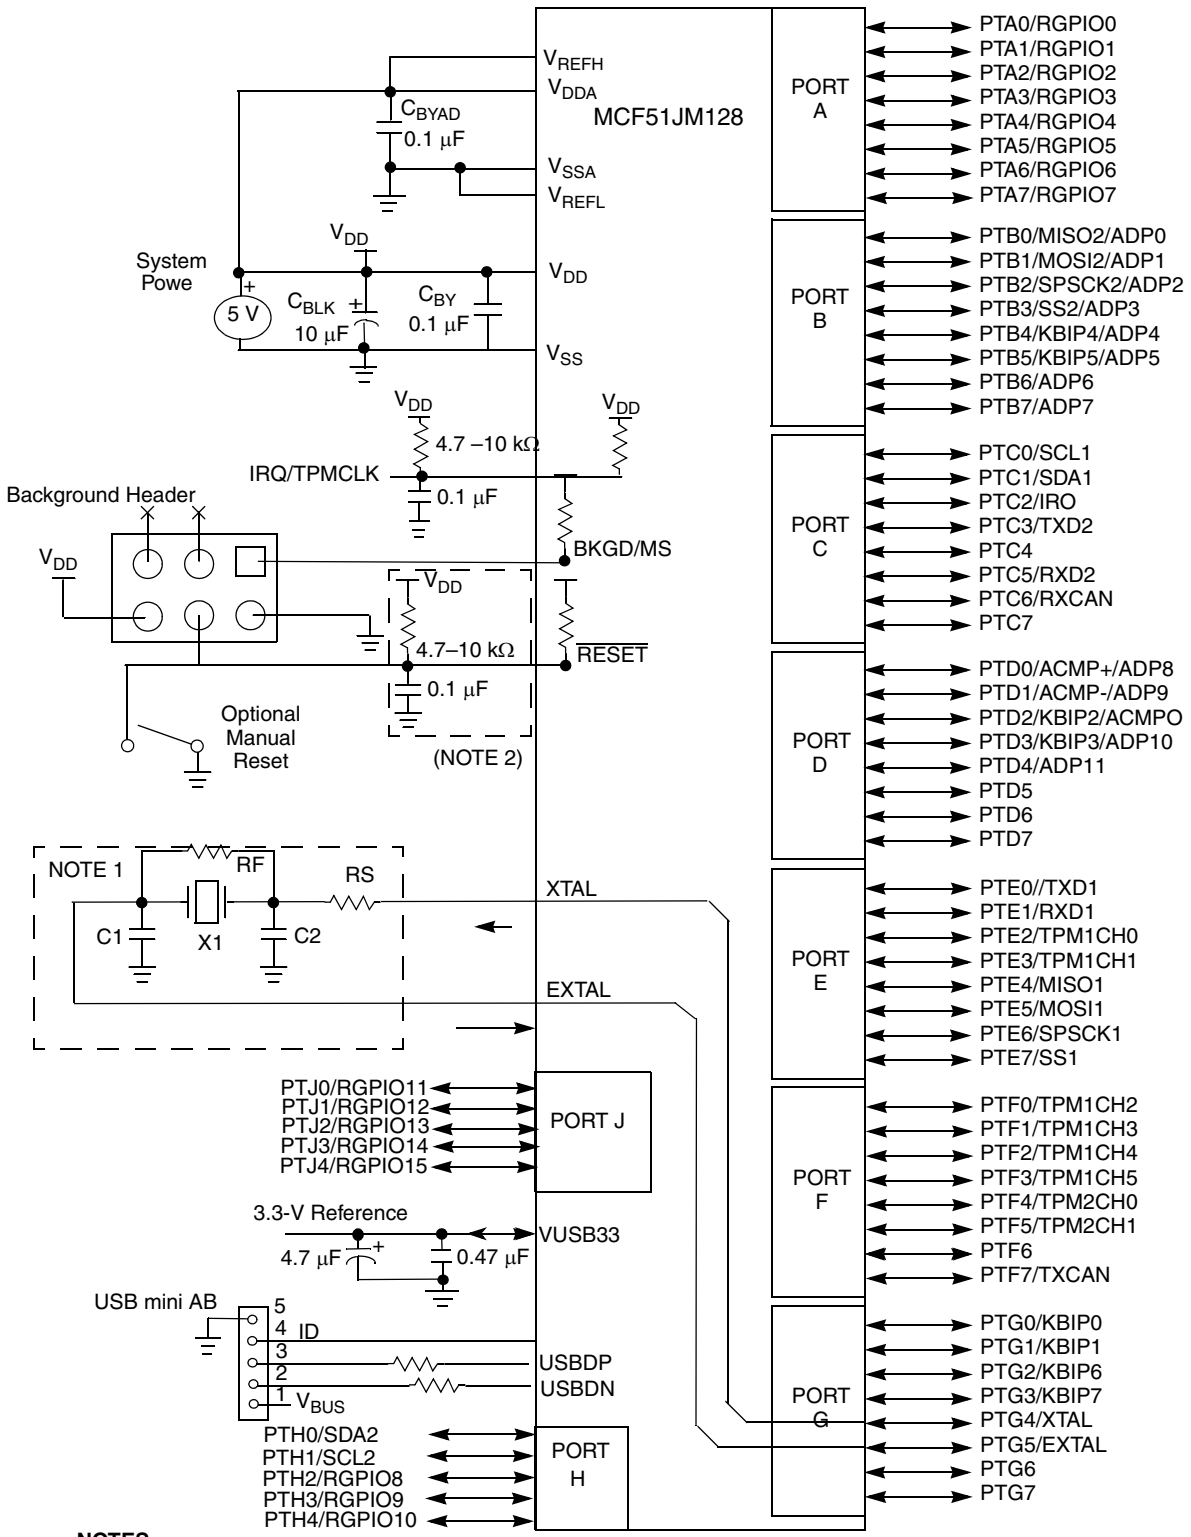 MCF51JM128
VREFH
VDDA
CBYAD
0.1 μF
VSSA
VREFL
VDD
System
Powe
+
5 V
CBLK
+
10 μF
CBY
0.1 μF
VDD
VSS
VDD
4.7 –10 kΩ
VDD
IRQ/TPMCLK
0.1 μF
Background Header
VDD
BKGD/MS
VDD
4.7–10 kΩ
RESET
0.1 μF
(NOTE 2)
Optional
Manual
Reset
NOTE 1
RF
RS
C1
X1
C2
XTAL
EXTAL
PTJ0/RGPIO11
PTJ1/RGPIO12
PTJ2/RGPIO13
PTJ3/RGPIO14
PTJ4/RGPIO15
PORT J
3.3-V Reference
4.7 μF
+
0.47 μF
VUSB33
USB mini AB
5
4
ID
3
2
1
VBUS
USBDP
USBDN
PTH0/SDA2
PTH1/SCL2
PTH2/RGPIO8
PTH3/RGPIO9
PTH4/RGPIO10
PORT
H
PORT
A
PTA0/RGPIO0
PTA1/RGPIO1
PTA2/RGPIO2
PTA3/RGPIO3
PTA4/RGPIO4
PTA5/RGPIO5
PTA6/RGPIO6
PTA7/RGPIO7
PORT
B
PTB0/MISO2/ADP0
PTB1/MOSI2/ADP1
PTB2/SPSCK2/ADP2
PTB3/SS2/ADP3
PTB4/KBIP4/ADP4
PTB5/KBIP5/ADP5
PTB6/ADP6
PTB7/ADP7
PORT
C
PTC0/SCL1
PTC1/SDA1
PTC2/IRO
PTC3/TXD2
PTC4
PTC5/RXD2
PTC6/RXCAN
PTC7
PORT
D
PTD0/ACMP+/ADP8
PTD1/ACMP-/ADP9
PTD2/KBIP2/ACMPO
PTD3/KBIP3/ADP10
PTD4/ADP11
PTD5
PTD6
PTD7
PORT
E
PTE0//TXD1
PTE1/RXD1
PTE2/TPM1CH0
PTE3/TPM1CH1
PTE4/MISO1
PTE5/MOSI1
PTE6/SPSCK1
PTE7/SS1
PORT
F
PTF0/TPM1CH2
PTF1/TPM1CH3
PTF2/TPM1CH4
PTF3/TPM1CH5
PTF4/TPM2CH0
PTF5/TPM2CH1
PTF6
PTF7/TXCAN
PORT
G
PTG0/KBIP0
PTG1/KBIP1
PTG2/KBIP6
PTG3/KBIP7
PTG4/XTAL
PTG5/EXTAL
PTG6
PTG7